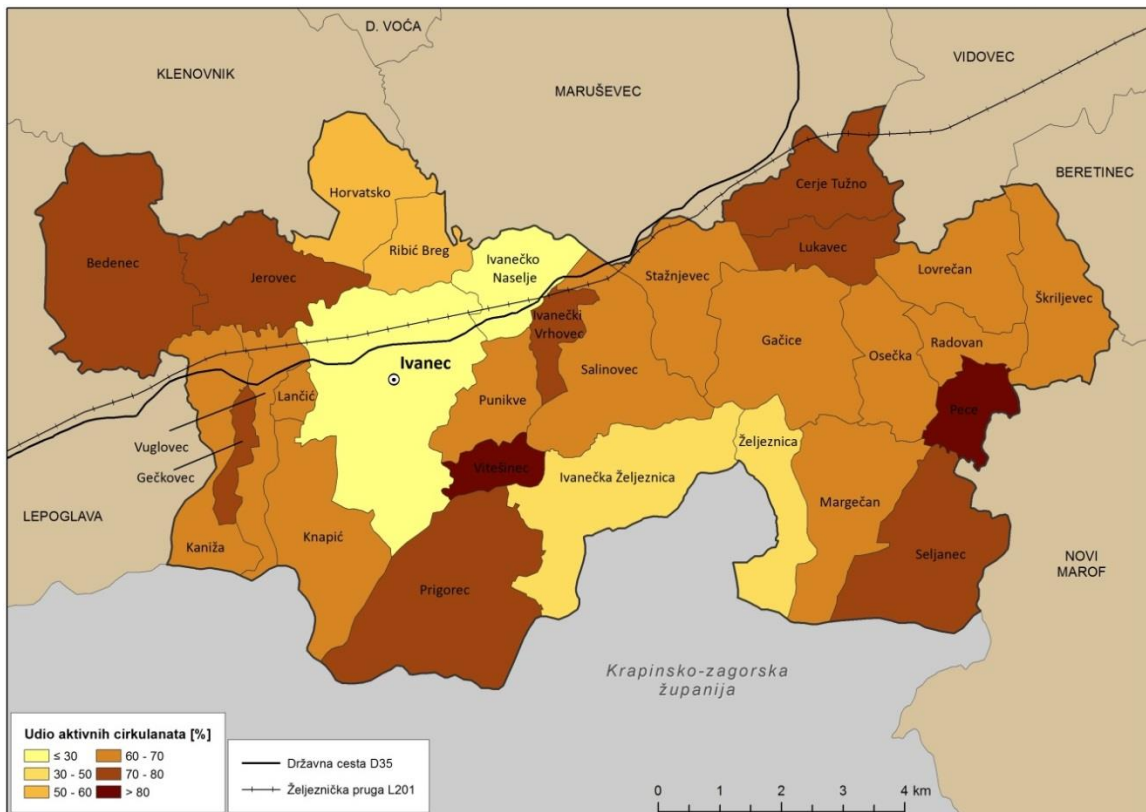 D. VOĆA
VIDOVEC
KLENOVNIK
MARUŠEVEC
BERETINEC
Horvatsko
Cerje Tužno
Ribić Breg
Lukavec
Bedenec
Jerovec
Ivanečko
Naselje
Stažnjevec
Lovrečan
Škriljevec
Ivanečki
Vrhovec
Gačice
Radovan
Osečka
Ivanec
Salinovec
Lančić
Punikve
Pece
Vuglovec
Gečkovec
Vitešinec
Ivanečka Željeznica
Željeznica
Margečan
LEPOGLAVA
Kaniža
Knapić
Seljanec
NOVI
MAROF
Prigorec
Krapinsko-zagorska
županija
Udio aktivnih cirkulanata [%]
≤ 30
30 - 50
50 - 60
60 - 70
70 - 80
> 80
Državna cesta D35
Željeznička pruga L201
0 1 2 3 4 km